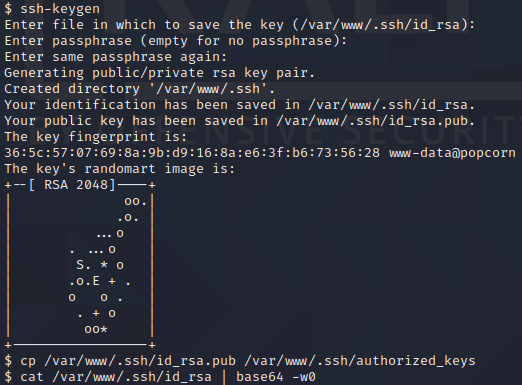 $ ssh-keygen
Enter file in which to save the key (/var/www/.ssh/id_rsa):
Enter passphrase (empty for no passphrase):
Enter same passphrase again:
Generating public/private rsa key pair.
Created directory '/var/www/.ssh'.
Your identification has been saved in /var/www/.ssh/id_rsa.
Your public key has been saved in /var/www/.ssh/id_rsa.pub.
The key fingerprint is:
36:5c:57:07:69:8a:9b:d9:16:8a:e6:3f:b6:73:56:28 www-data@popcorn
The key's randomart image is:
+--[ RSA 2048]----+
|              oo.|
|             .o. |
|          ...o   |
|       . ...o    |
|        S. * o   |
|       .o.E + .  |
|       o   o .   |
|        . + o    |
|         oo*     |
+-----------------+
$ cp /var/www/.ssh/id_rsa.pub /var/www/.ssh/authorized_keys
$ cat /var/www/.ssh/id_rsa | base64 -w0